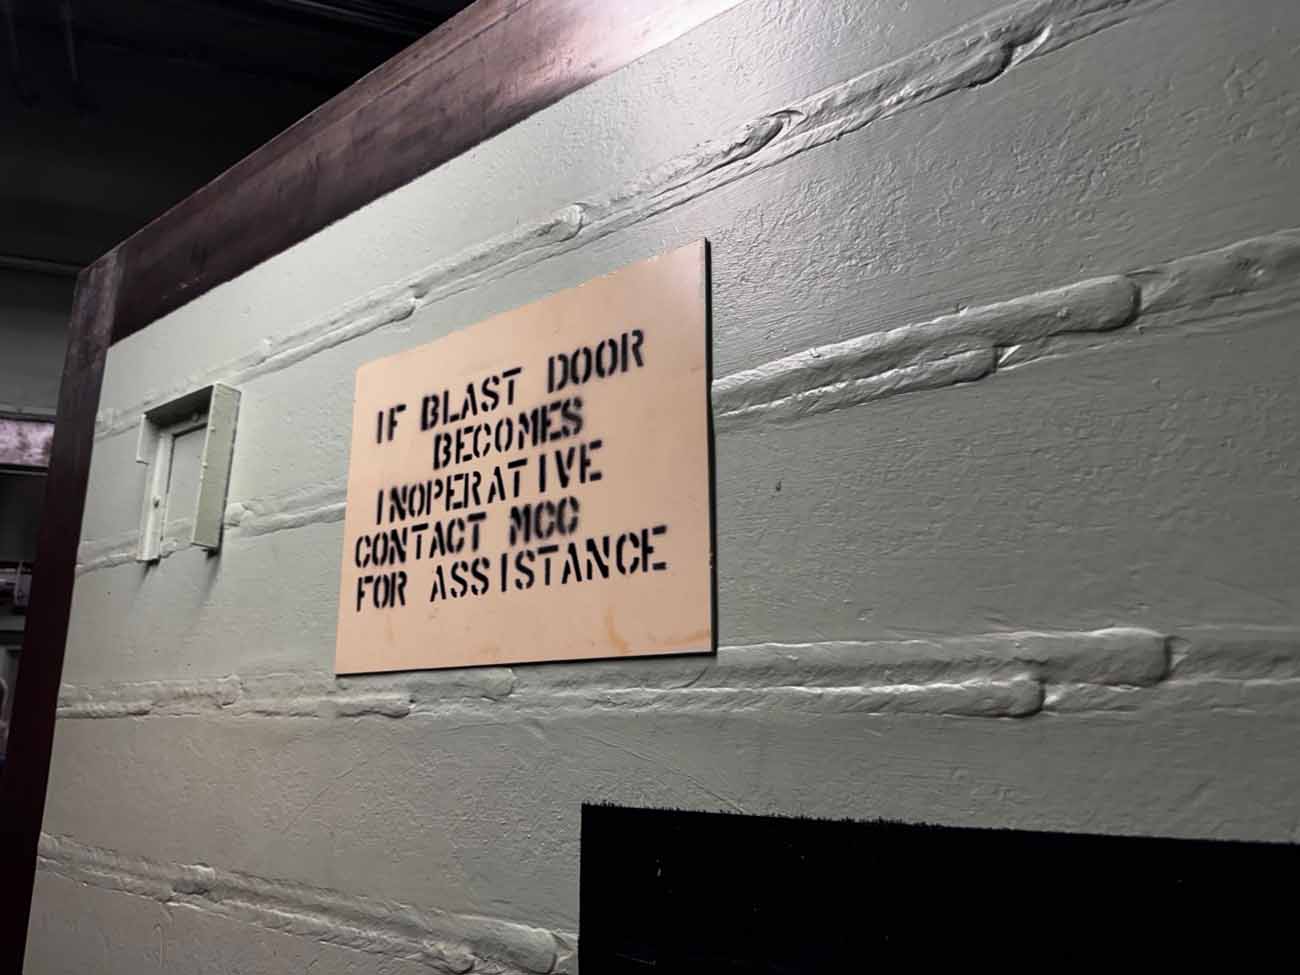 IF BLAST DOOR
BECOMES
INOPERATIVE
CONTACT MCC
FOR ASSISTANCE